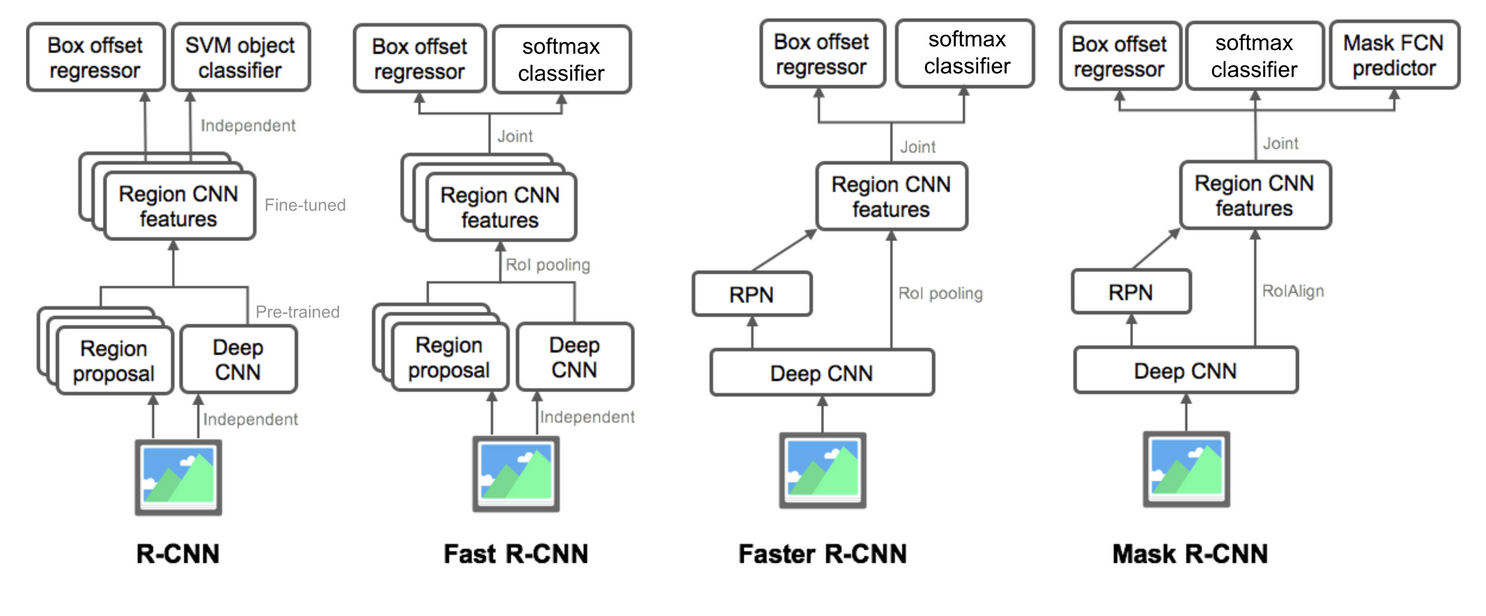 Box offset
regressor
SVM object
classifier
Independent
Region CNN
features
Fine-tuned
Pre-trained
Region
proposal
Deep
CNN
Independent
R-CNN
Box offset
regressor
softmax
classifier
Joint
Region CNN
features
RoI pooling
Region
proposal
Deep
CNN
Independent
Fast R-CNN
Box offset
regressor
softmax
classifier
Joint
Region CNN
features
RPN
RoI pooling
Deep CNN
Faster R-CNN
Box offset
regressor
softmax
classifier
Mask FCN
predictor
Joint
Region CNN
features
RPN
RoIAlign
Deep CNN
Mask R-CNN